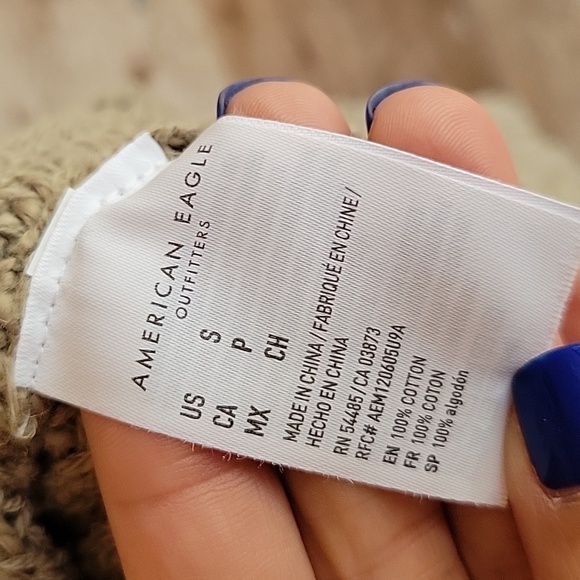 AMERICAN EAGLE
OUTFITTERS
US S
CA P
MX CH
MADE IN CHINA / FABRIQUÉ EN CHINE /
HECHO EN CHINA
RN 54485 / CA 03873
RFC# AEM120605U9A
EN 100% COTTON
FR 100% COTON
SP 100% algodón